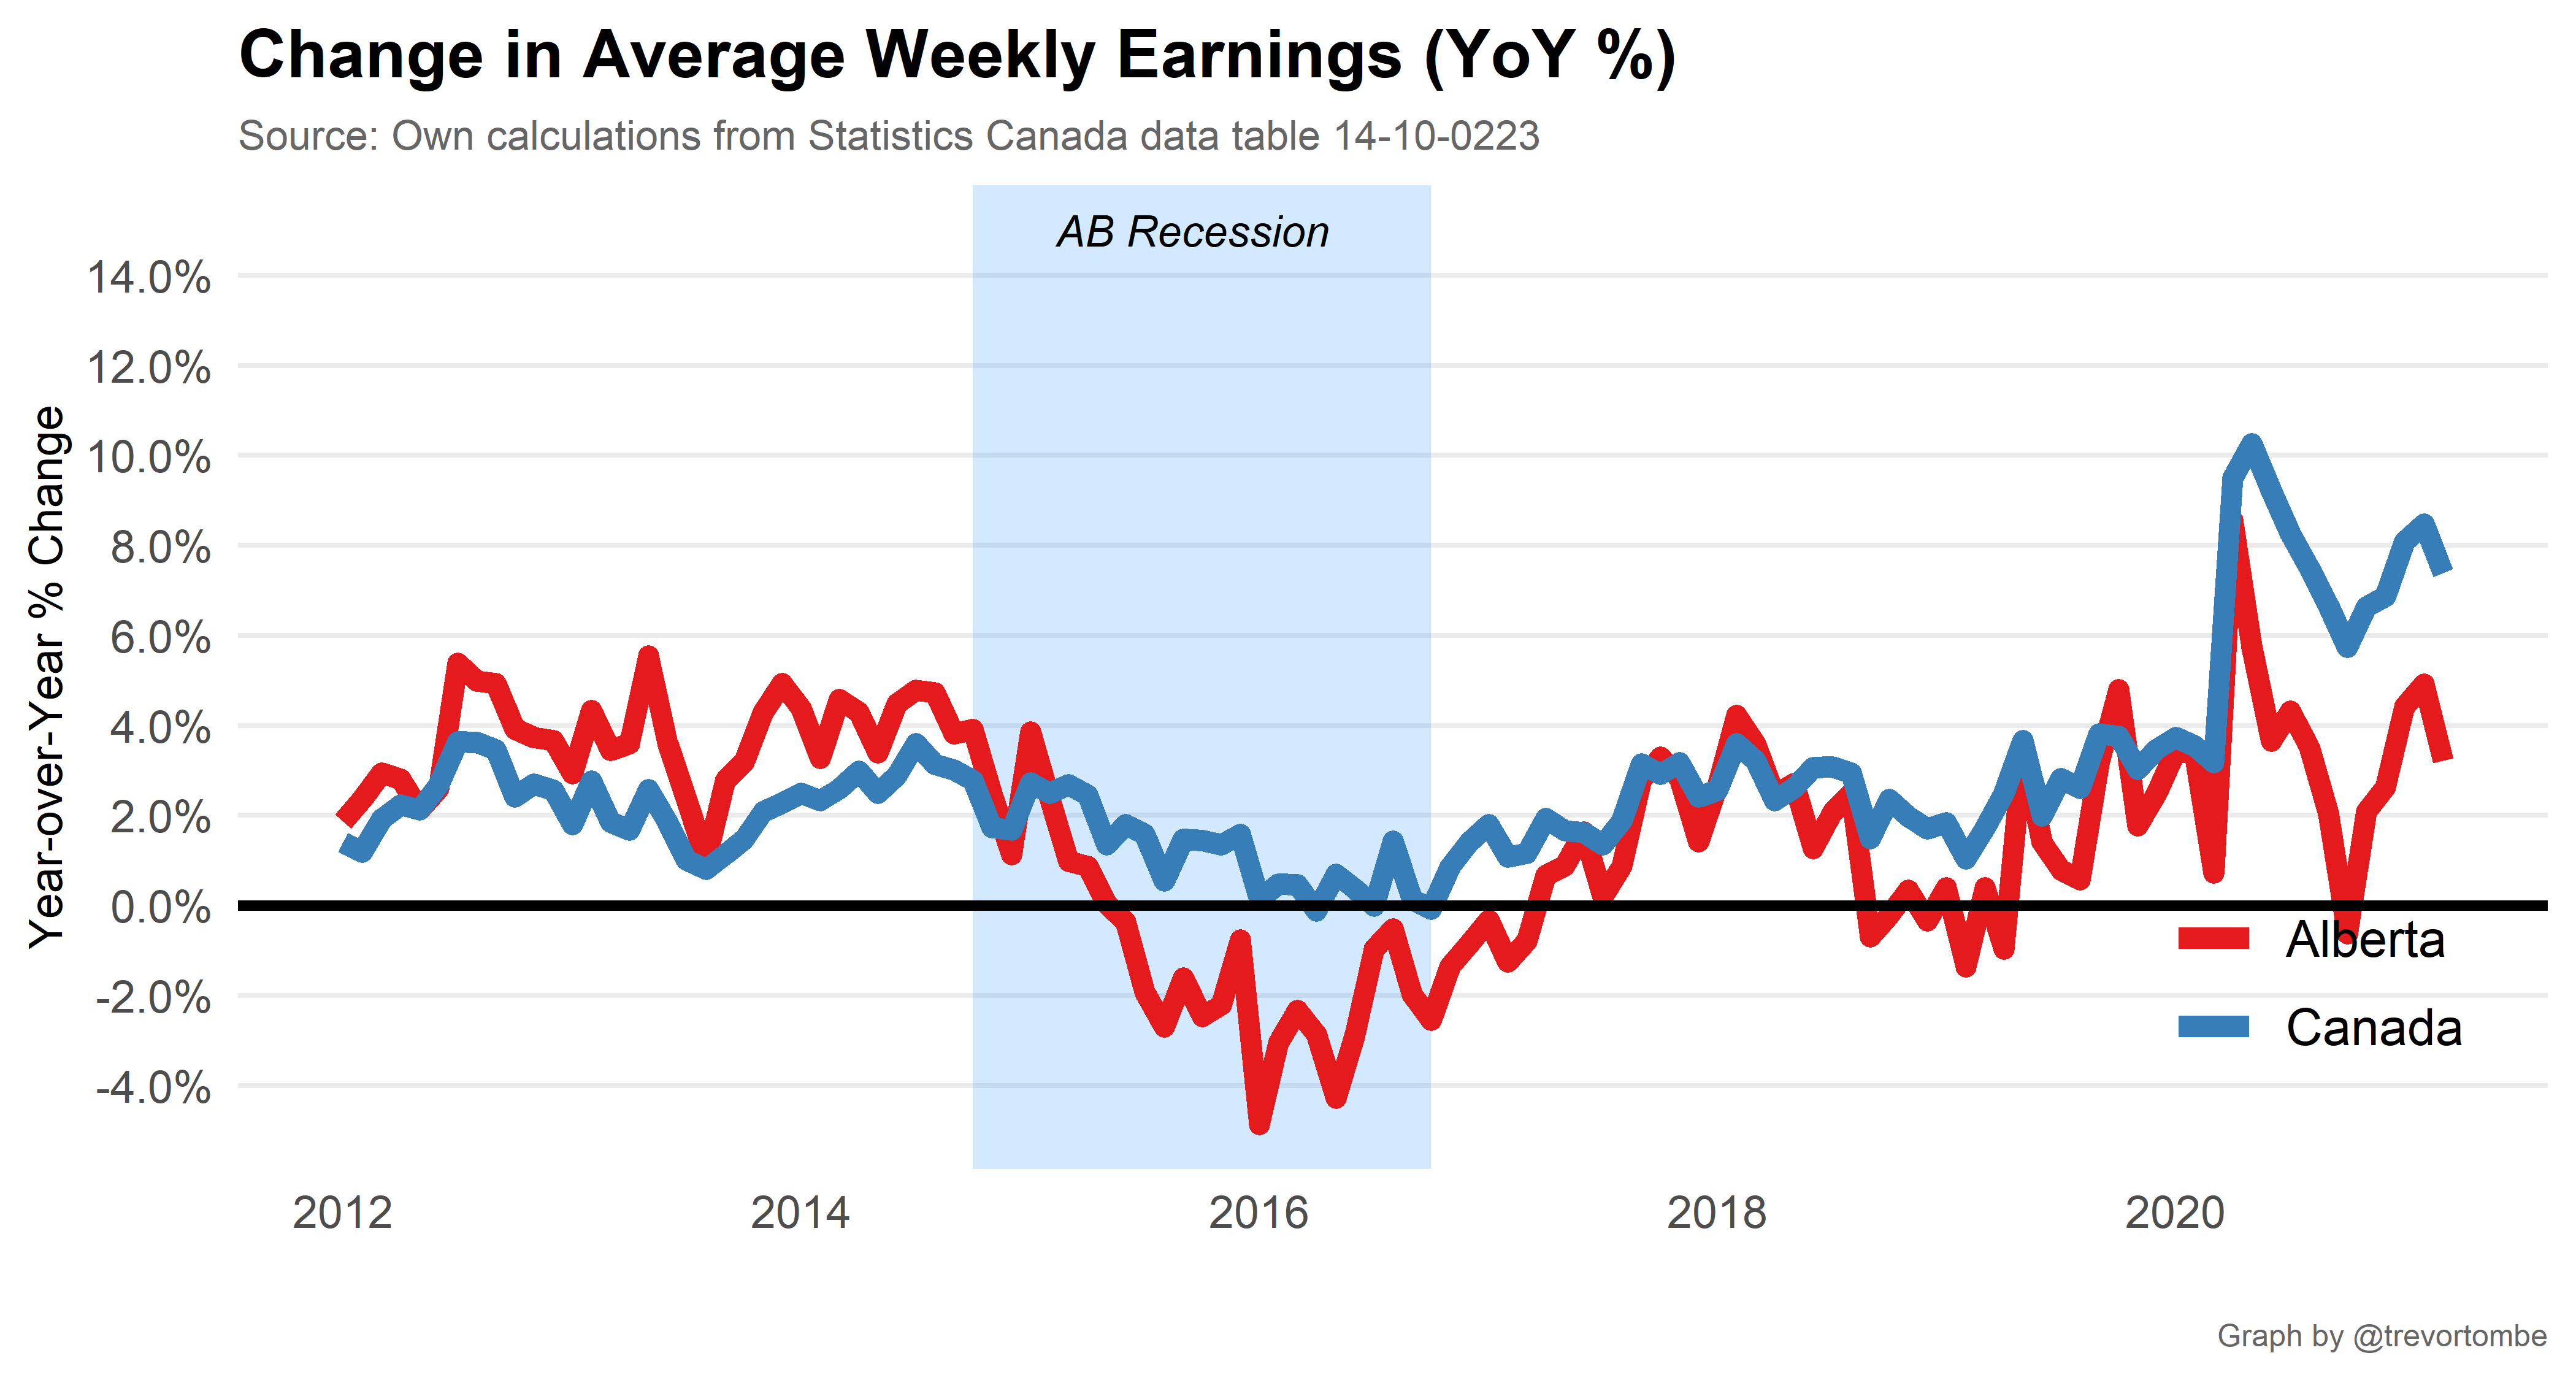 Change in Average Weekly Earnings (YoY %)
Source: Own calculations from Statistics Canada data table 14-10-0223
AB Recession
Year-over-Year % Change
14.0%
12.0%
10.0%
8.0%
6.0%
4.0%
2.0%
0.0%
-2.0%
-4.0%
Alberta
Canada
2012 2014 2016 2018 2020
Graph by @trevortombe